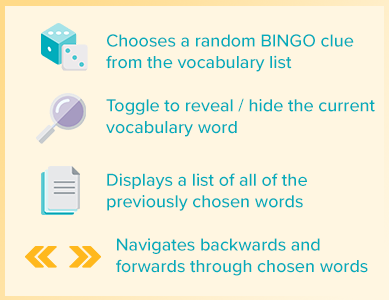 Chooses a random BINGO clue
from the vocabulary list
Toggle to reveal / hide the current
vocabulary word
Displays a list of all of the
previously chosen words
Navigates backwards and
forwards through chosen words